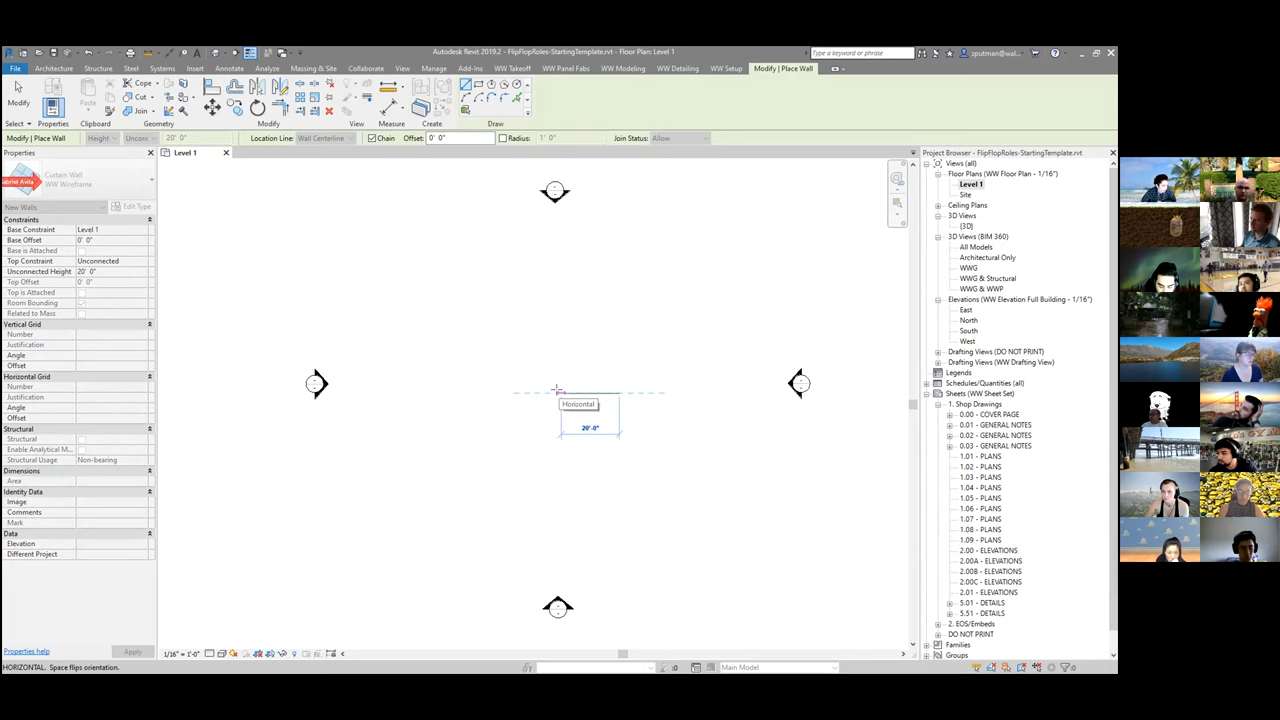 Autodesk Revit 2019.2 - FlipFlopRoles-StartingTemplate.rvt - Floor Plan: Level 1
Type a keyword or phrase
zputman@wal...
File Architecture Structure Steel Systems Insert Annotate Analyze Massing & Site Collaborate View Manage Add-Ins WW Takeoff WW Panel Fabs WW Modeling WW Detailing WW Setup Modify | Place Wall
Modify
Paste
Cope
Cut
Join
Select Properties Clipboard Geometry Modify View Measure Create Draw
Modify | Place Wall Height Uncon 20' 0" Location Line: Wall Centerline Chain Offset: 0' 0" Radius: 1' 0" Join Status: Allow
Properties
Level 1
Curtain Wall
WW Wireframe
Gabriel Avila
New Walls Edit Type
Constraints
Base Constraint Level 1
Base Offset 0' 0"
Base is Attached
Top Constraint Unconnected
Unconnected Height 20' 0"
Top Offset 0' 0"
Top is Attached
Room Bounding
Related to Mass
Vertical Grid
Number
Justification
Angle
Offset
Horizontal Grid
Number
Justification
Angle
Offset
Structural
Structural
Enable Analytical M...
Structural Usage Non-bearing
Dimensions
Area
Identity Data
Image
Comments
Mark
Data
Elevation
Different Project
Properties help Apply
Horizontal
20'-0"
1/16" = 1'-0"
HORIZONTAL. Space flips orientation.
:0
Main Model
:0
Project Browser - FlipFlopRoles-StartingTemplate.rvt
Views (all)
Floor Plans (WW Floor Plan - 1/16")
Level 1
Site
Ceiling Plans
3D Views
{3D}
3D Views (BIM 360)
All Models
Architectural Only
WWG
WWG & Structural
WWG & WWP
Elevations (WW Elevation Full Building - 1/16")
East
North
South
West
Drafting Views (DO NOT PRINT)
Drafting Views (WW Drafting View)
Legends
Schedules/Quantities (all)
Sheets (WW Sheet Set)
1. Shop Drawings
0.00 - COVER PAGE
0.01 - GENERAL NOTES
0.02 - GENERAL NOTES
0.03 - GENERAL NOTES
1.01 - PLANS
1.02 - PLANS
1.03 - PLANS
1.04 - PLANS
1.05 - PLANS
1.06 - PLANS
1.07 - PLANS
1.08 - PLANS
1.09 - PLANS
2.00 - ELEVATIONS
2.00A - ELEVATIONS
2.00B - ELEVATIONS
2.00C - ELEVATIONS
2.01 - ELEVATIONS
5.01 - DETAILS
5.51 - DETAILS
2. EOS/Embeds
DO NOT PRINT
Families
Groups